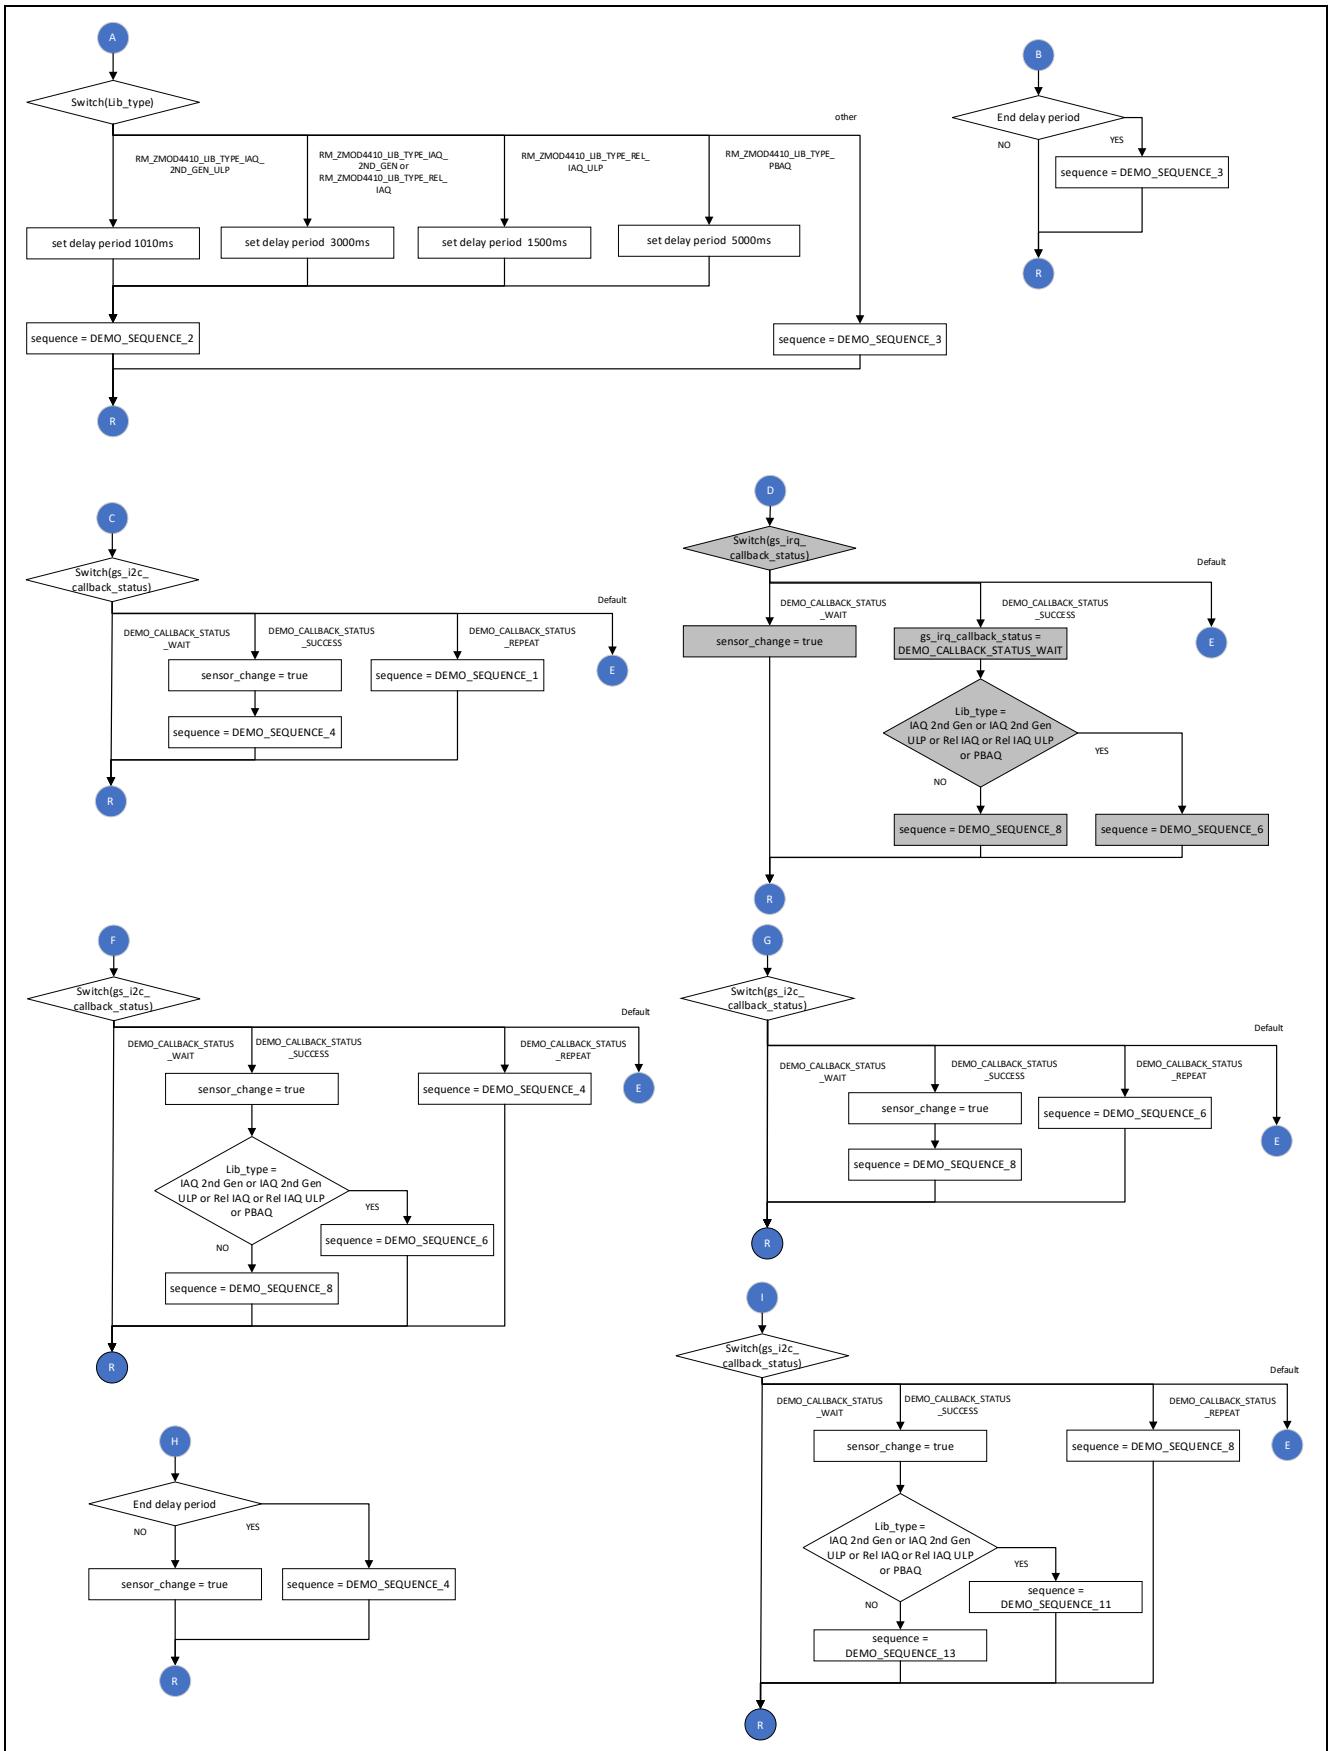 A
Switch(Lib_type)
other
RM_ZMOD4410_LIB_TYPE_IAQ_
2ND_GEN_ULP
RM_ZMOD4410_LIB_TYPE_IAQ_
2ND_GEN or
RM_ZMOD4410_LIB_TYPE_REL_
IAQ
RM_ZMOD4410_LIB_TYPE_REL_
IAQ_ULP
RM_ZMOD4410_LIB_TYPE_
PBAQ
set delay period 1010ms
set delay period 3000ms
set delay period 1500ms
set delay period 5000ms
sequence = DEMO_SEQUENCE_2
sequence = DEMO_SEQUENCE_3
R
B
End delay period
NO
YES
sequence = DEMO_SEQUENCE_3
R
C
Switch(gs_i2c_
callback_status)
Default
DEMO_CALLBACK_STATUS
_WAIT
DEMO_CALLBACK_STATUS
_SUCCESS
DEMO_CALLBACK_STATUS
_REPEAT
sensor_change = true
sequence = DEMO_SEQUENCE_1
E
sequence = DEMO_SEQUENCE_4
R
D
Switch(gs_irq_
callback_status)
Default
DEMO_CALLBACK_STATUS
_WAIT
DEMO_CALLBACK_STATUS
_SUCCESS
sensor_change = true
gs_irq_callback_status =
DEMO_CALLBACK_STATUS_WAIT
E
Lib_type =
IAQ 2nd Gen or IAQ 2nd Gen
ULP or Rel IAQ or Rel IAQ ULP
or PBAQ
YES
NO
sequence = DEMO_SEQUENCE_8
sequence = DEMO_SEQUENCE_6
R
F
Switch(gs_i2c_
callback_status)
Default
DEMO_CALLBACK_STATUS
_WAIT
DEMO_CALLBACK_STATUS
_SUCCESS
DEMO_CALLBACK_STATUS
_REPEAT
sensor_change = true
sequence = DEMO_SEQUENCE_4
E
Lib_type =
IAQ 2nd Gen or IAQ 2nd Gen
ULP or Rel IAQ or Rel IAQ ULP
or PBAQ
YES
NO
sequence = DEMO_SEQUENCE_6
sequence = DEMO_SEQUENCE_8
R
G
Switch(gs_i2c_
callback_status)
Default
DEMO_CALLBACK_STATUS
_WAIT
DEMO_CALLBACK_STATUS
_SUCCESS
DEMO_CALLBACK_STATUS
_REPEAT
sensor_change = true
sequence = DEMO_SEQUENCE_6
E
sequence = DEMO_SEQUENCE_8
R
H
End delay period
NO
YES
sensor_change = true
sequence = DEMO_SEQUENCE_4
R
I
Switch(gs_i2c_
callback_status)
Default
DEMO_CALLBACK_STATUS
_WAIT
DEMO_CALLBACK_STATUS
_SUCCESS
DEMO_CALLBACK_STATUS
_REPEAT
sensor_change = true
sequence = DEMO_SEQUENCE_8
E
Lib_type =
IAQ 2nd Gen or IAQ 2nd Gen
ULP or Rel IAQ or Rel IAQ ULP
or PBAQ
YES
NO
sequence =
DEMO_SEQUENCE_11
sequence =
DEMO_SEQUENCE_13
R